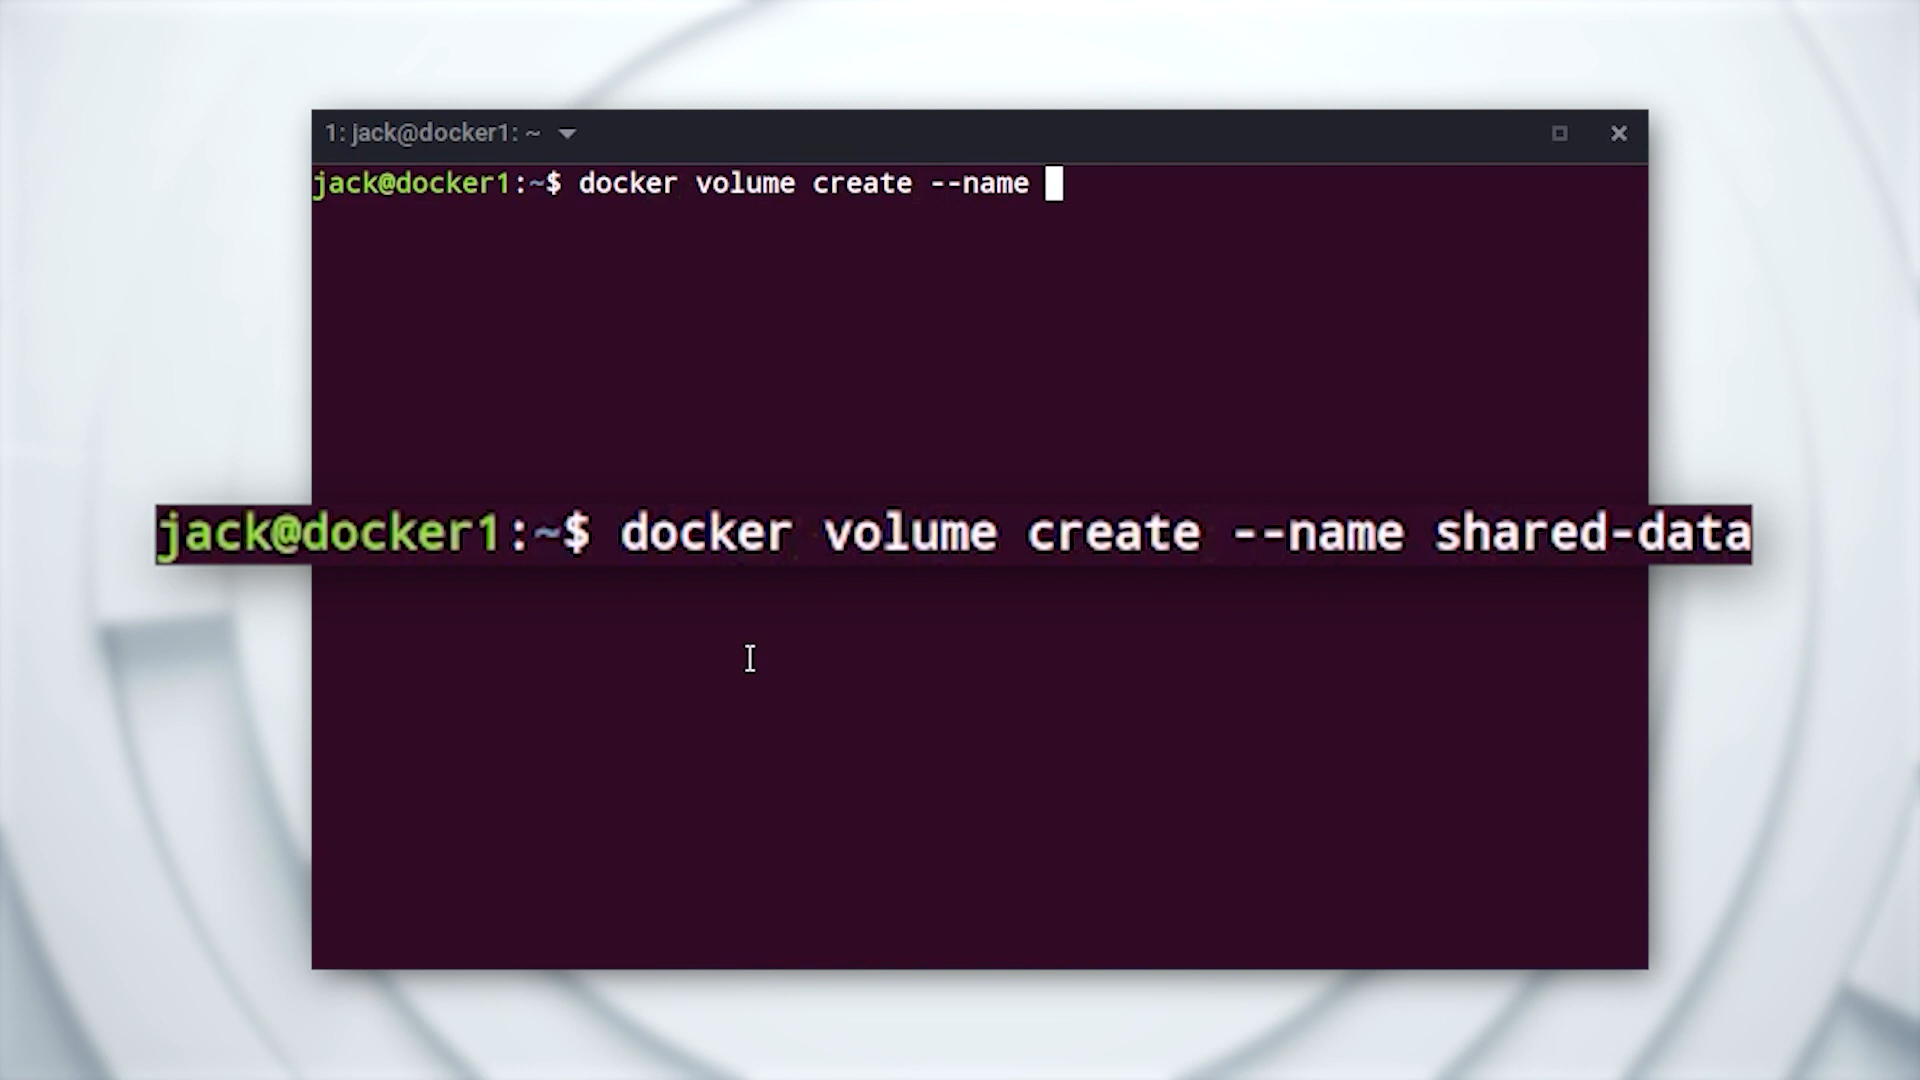 1: jack@docker1: ~
jack@docker1:~$ docker volume create --name
jack@docker1:~$ docker volume create --name shared-data